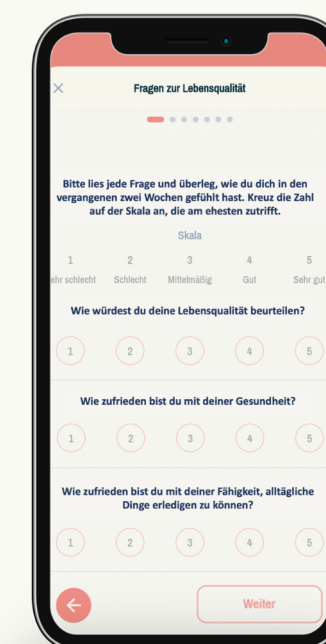 Fragen zur Lebensqualität
Bitte lies jede Frage und überleg, wie du dich in den
vergangenen zwei Wochen gefühlt hast. Kreuz die Zahl
auf der Skala an, die am ehesten zutrifft.
Skala
1 2 3 4 5
ehr schlecht Schlecht Mittelmäßig Gut Sehr gut
Wie würdest du deine Lebensqualität beurteilen?
1 2 3 4 5
Wie zufrieden bist du mit deiner Gesundheit?
1 2 3 4 5
Wie zufrieden bist du mit deiner Fähigkeit, alltägliche
Dinge erledigen zu können?
1 2 3 4 5
Weiter